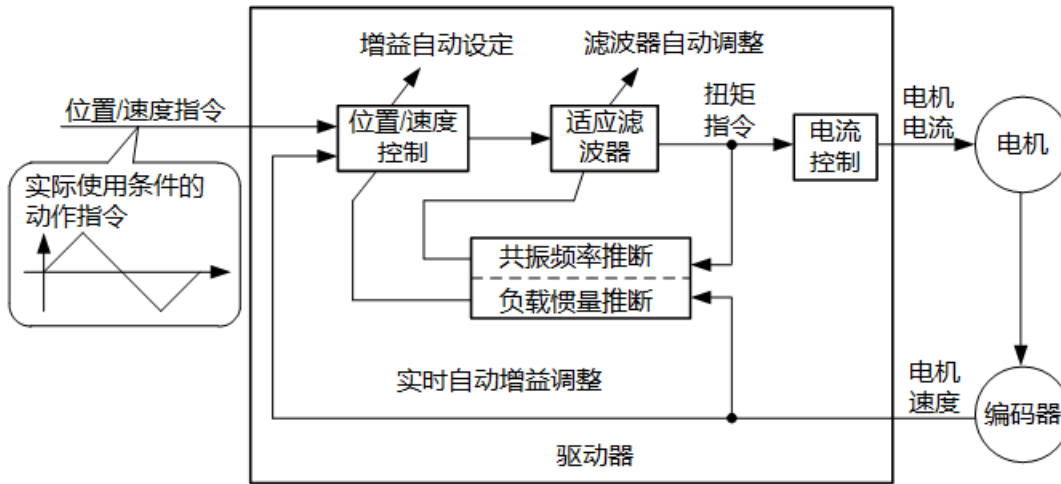 增益自动设定
滤波器自动调整
位置/速度指令
位置/速度
控制
适应滤
波器
扭矩
指令
电流
控制
电机
电流
电机
实际使用条件的
动作指令
共振频率推断
负载惯量推断
实时自动增益调整
电机
速度
编码器
驱动器